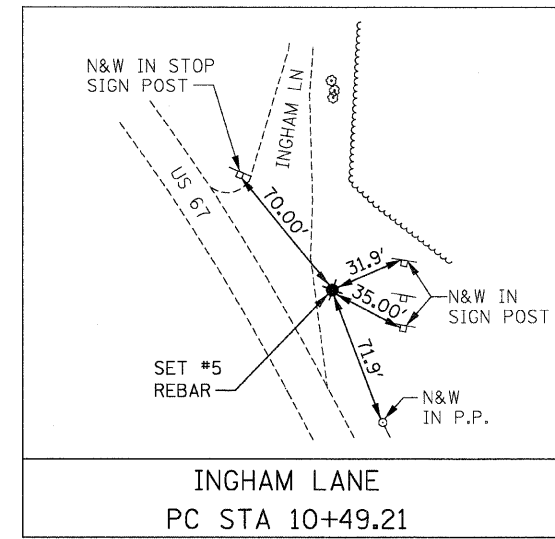 N&W IN STOP
SIGN POST
INGHAM LN
US 67
70.00'
31.9'
35.00'
N&W IN
SIGN POST
71.9'
SET #5
REBAR
N&W
IN P.P.
INGHAM LANE
PC STA 10+49.21